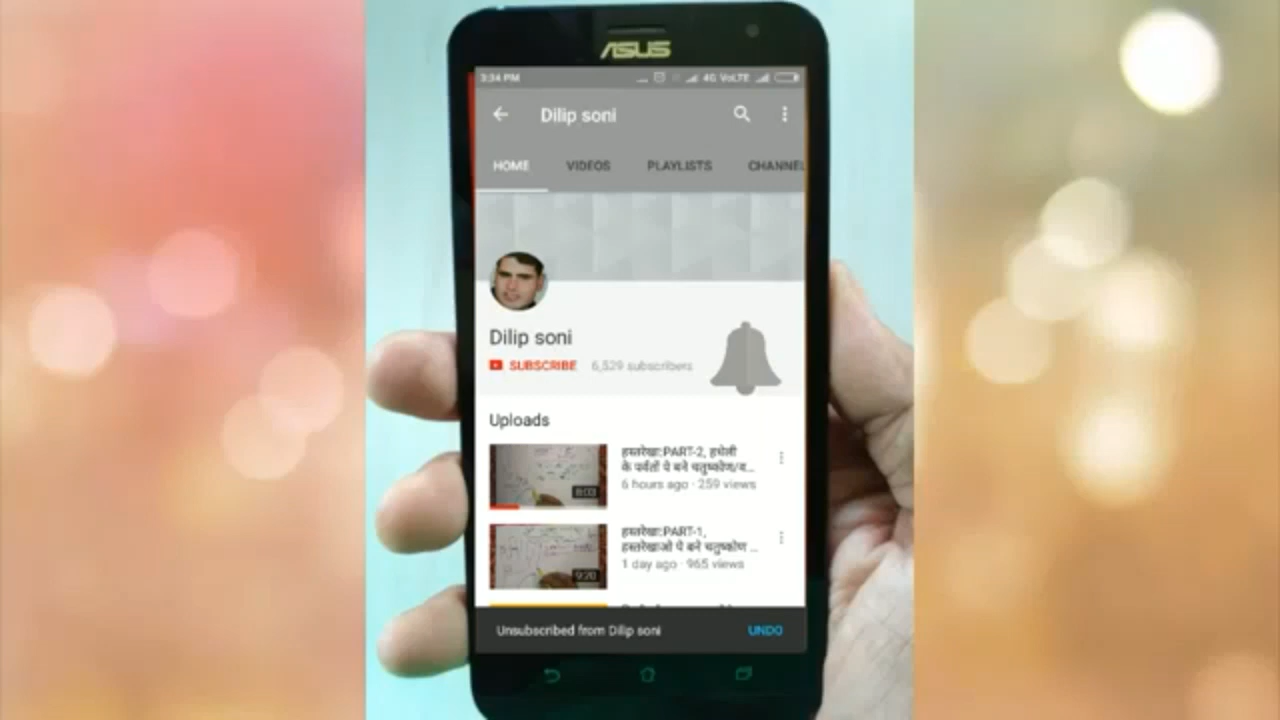 ASUS
3:34 PM
4G VoLTE
Dilip soni
HOME VIDEOS PLAYLISTS CHANNEL
Dilip soni
SUBSCRIBE 6,529 subscribers
Uploads
हस्तरेखा:PART-2, हथेली
के पर्वतों पे बने चतुष्कोण/व...
6 hours ago · 259 views
8:03
हस्तरेखा:PART-1,
हस्तरेखाओ पे बने चतुष्कोण ...
1 day ago · 965 views
9:20
Unsubscribed from Dilip soni UNDO